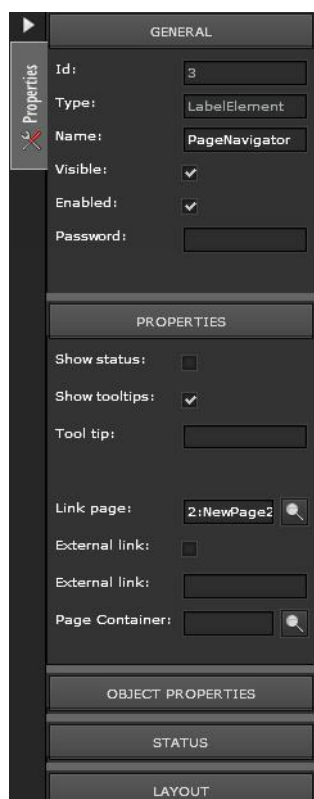 GENERAL
Properties
Id: 3
Type: LabelElement
Name: PageNavigator
Visible:
Enabled:
Password:
PROPERTIES
Show status:
Show tooltips:
Tool tip:
Link page: 2:NewPage2
External link:
External link:
Page Container:
OBJECT PROPERTIES
STATUS
LAYOUT